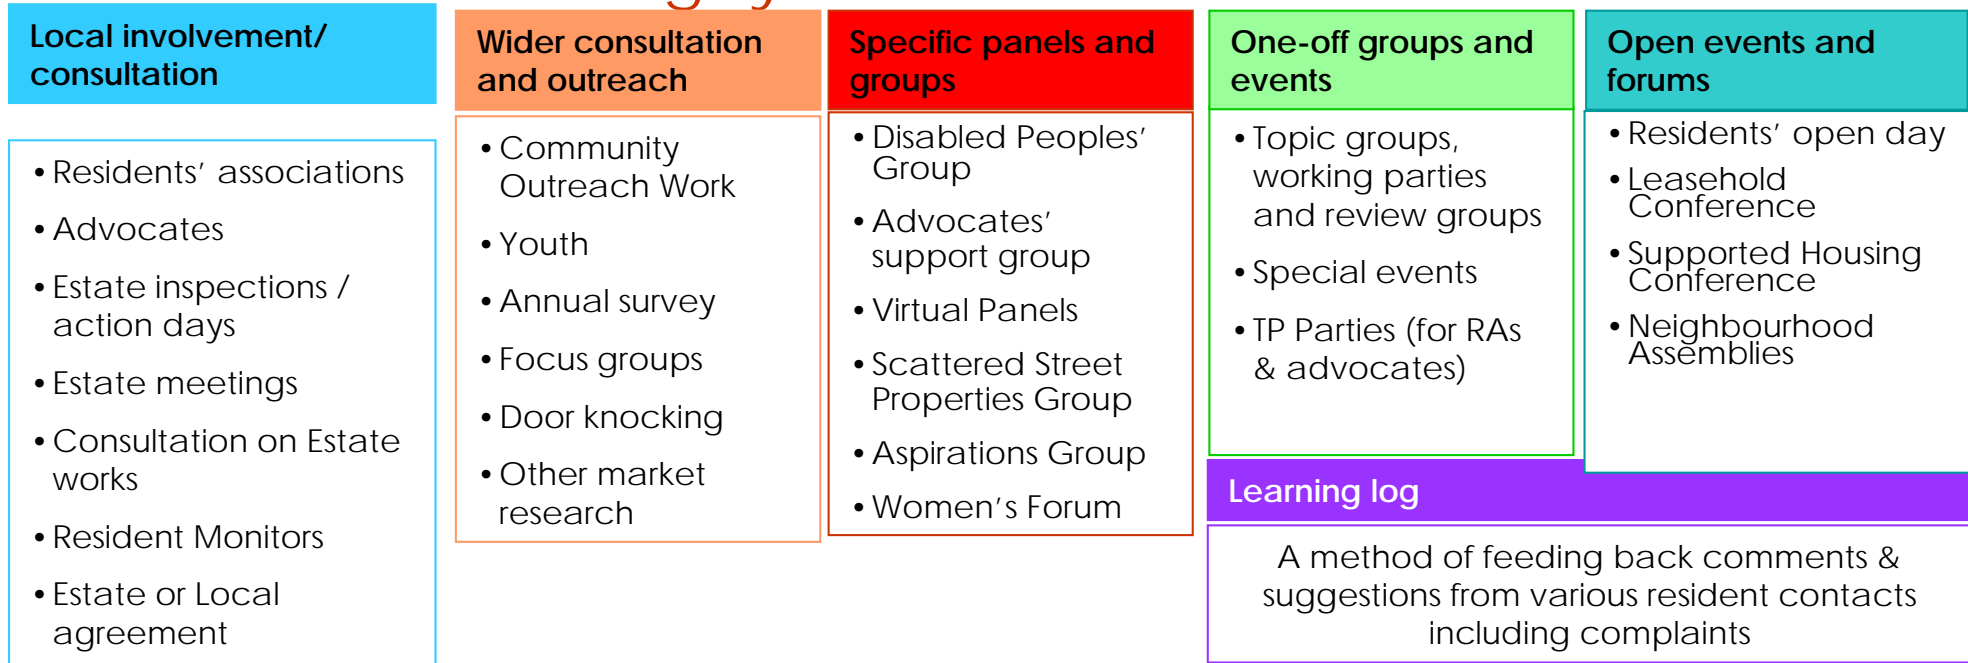 Local involvement/
consultation
• Residents' associations
• Advocates
• Estate inspections /
action days
• Estate meetings
• Consultation on Estate
works
• Resident Monitors
• Estate or Local
agreement
Wider consultation
and outreach
• Community
Outreach Work
• Youth
• Annual survey
• Focus groups
• Door knocking
• Other market
research
Specific panels and
groups
• Disabled Peoples'
Group
• Advocates'
support group
• Virtual Panels
• Scattered Street
Properties Group
• Aspirations Group
• Women's Forum
One-off groups and
events
• Topic groups,
working parties
and review groups
• Special events
• TP Parties (for RAs
& advocates)
Open events and
forums
• Residents' open day
• Leasehold
Conference
• Supported Housing
Conference
• Neighbourhood
Assemblies
Learning log
A method of feeding back comments &
suggestions from various resident contacts
including complaints